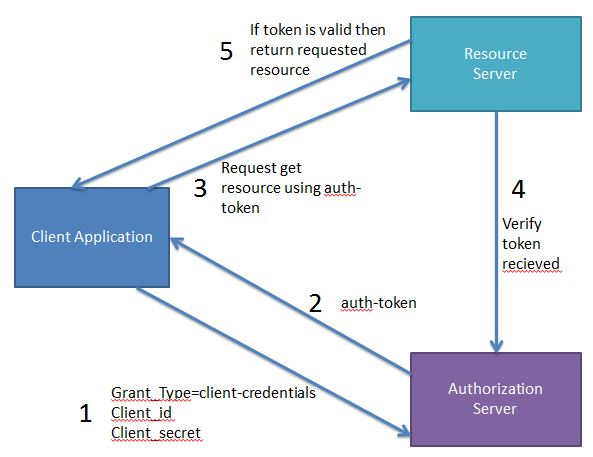 5
If token is valid then
return requested
resource
Resource
Server
3
Request get
resource using auth-
token
4
Verify
token
recieved
Client Application
2
auth-token
1
Grant_Type=client-credentials
Client_id
Client_secret
Authorization
Server